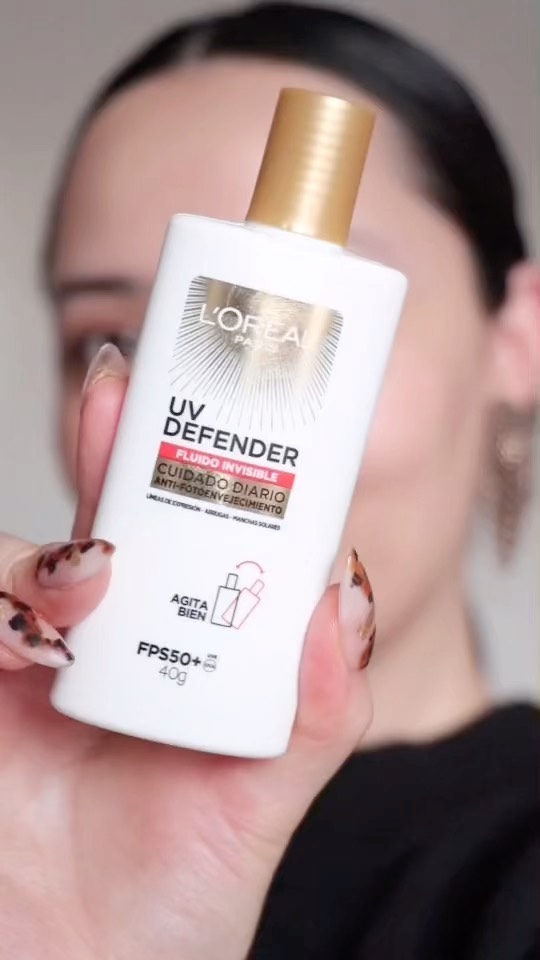 L'ORÉAL
PARIS
UV
DEFENDER
FLUIDO INVISIBLE
CUIDADO DIARIO
ANTI-FOTOENVEJECIMIENTO
LÍNEAS DE EXPRESIÓN - ARRUGAS - MANCHAS SOLARES
AGITA
BIEN
FPS50+
40g